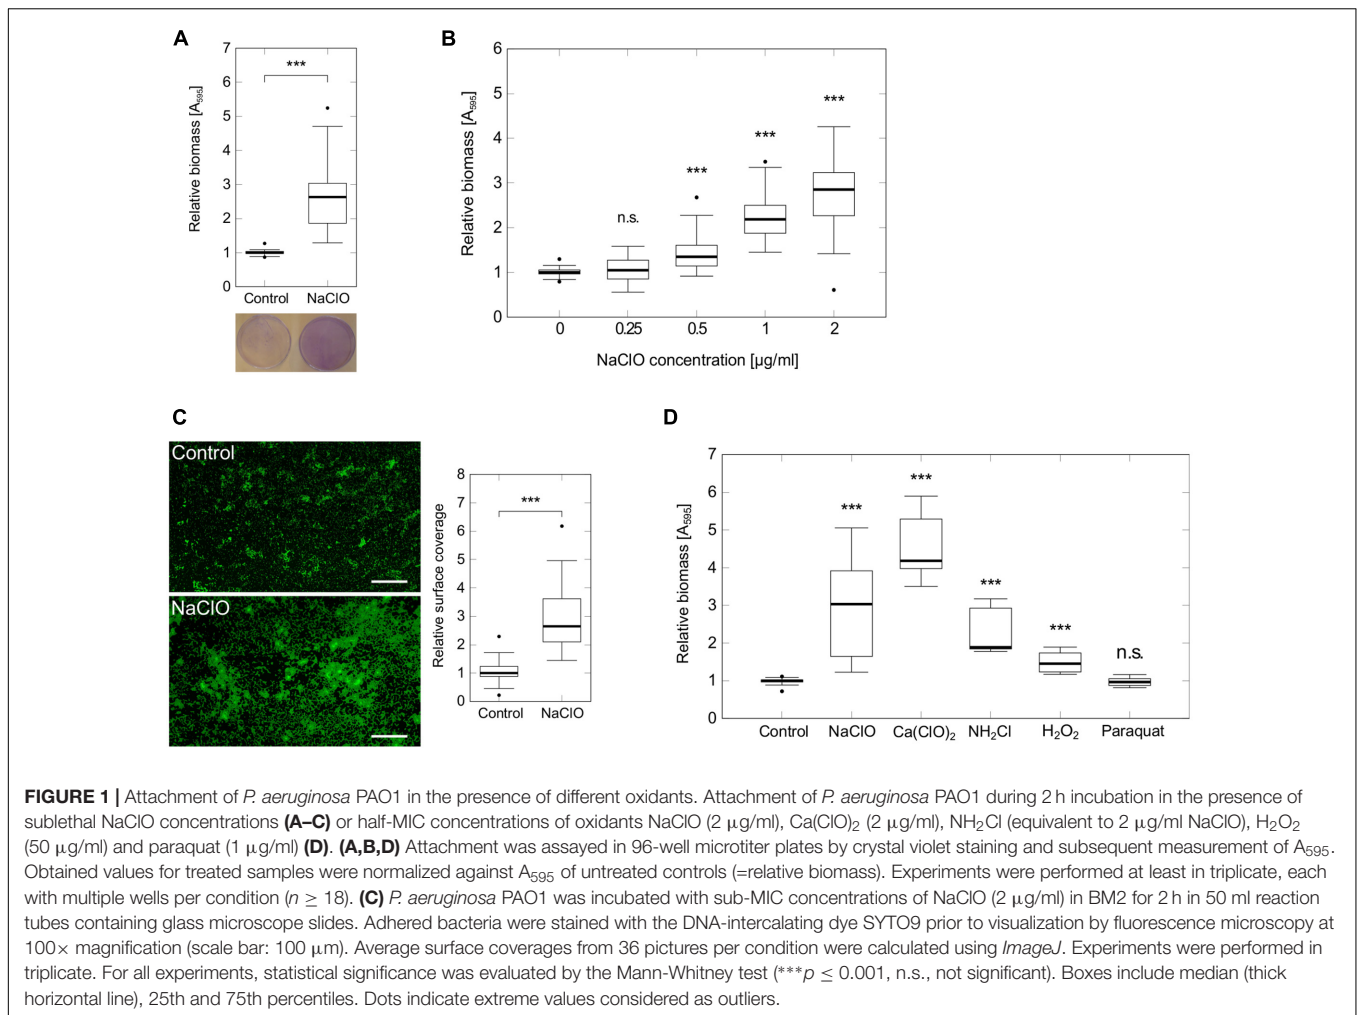 A
7
6
5
4
3
2
1
0
Relative biomass [A₅₉₅]
***
Control NaClO
B
6
5
4
3
2
1
0
Relative biomass [A₅₉₅]
n.s.
***
***
***
0 0.25 0.5 1 2
NaClO concentration [µg/ml]
C
Control
NaClO
8
7
6
5
4
3
2
1
0
Relative surface coverage
***
Control NaClO
D
7
6
5
4
3
2
1
0
Relative biomass [A₅₉₅]
***
***
***
***
n.s.
Control NaClO Ca(ClO)₂ NH₂Cl H₂O₂ Paraquat
FIGURE 1 | Attachment of P. aeruginosa PAO1 in the presence of different oxidants. Attachment of P. aeruginosa PAO1 during 2 h incubation in the presence of
sublethal NaClO concentrations (A–C) or half-MIC concentrations of oxidants NaClO (2 µg/ml), Ca(ClO)₂ (2 µg/ml), NH₂Cl (equivalent to 2 µg/ml NaClO), H₂O₂
(50 µg/ml) and paraquat (1 µg/ml) (D). (A,B,D) Attachment was assayed in 96-well microtiter plates by crystal violet staining and subsequent measurement of A₅₉₅.
Obtained values for treated samples were normalized against A₅₉₅ of untreated controls (=relative biomass). Experiments were performed at least in triplicate, each
with multiple wells per condition (n ≥ 18). (C) P. aeruginosa PAO1 was incubated with sub-MIC concentrations of NaClO (2 µg/ml) in BM2 for 2 h in 50 ml reaction
tubes containing glass microscope slides. Adhered bacteria were stained with the DNA-intercalating dye SYTO9 prior to visualization by fluorescence microscopy at
100× magnification (scale bar: 100 µm). Average surface coverages from 36 pictures per condition were calculated using ImageJ. Experiments were performed in
triplicate. For all experiments, statistical significance was evaluated by the Mann-Whitney test (***p ≤ 0.001, n.s., not significant). Boxes include median (thick
horizontal line), 25th and 75th percentiles. Dots indicate extreme values considered as outliers.